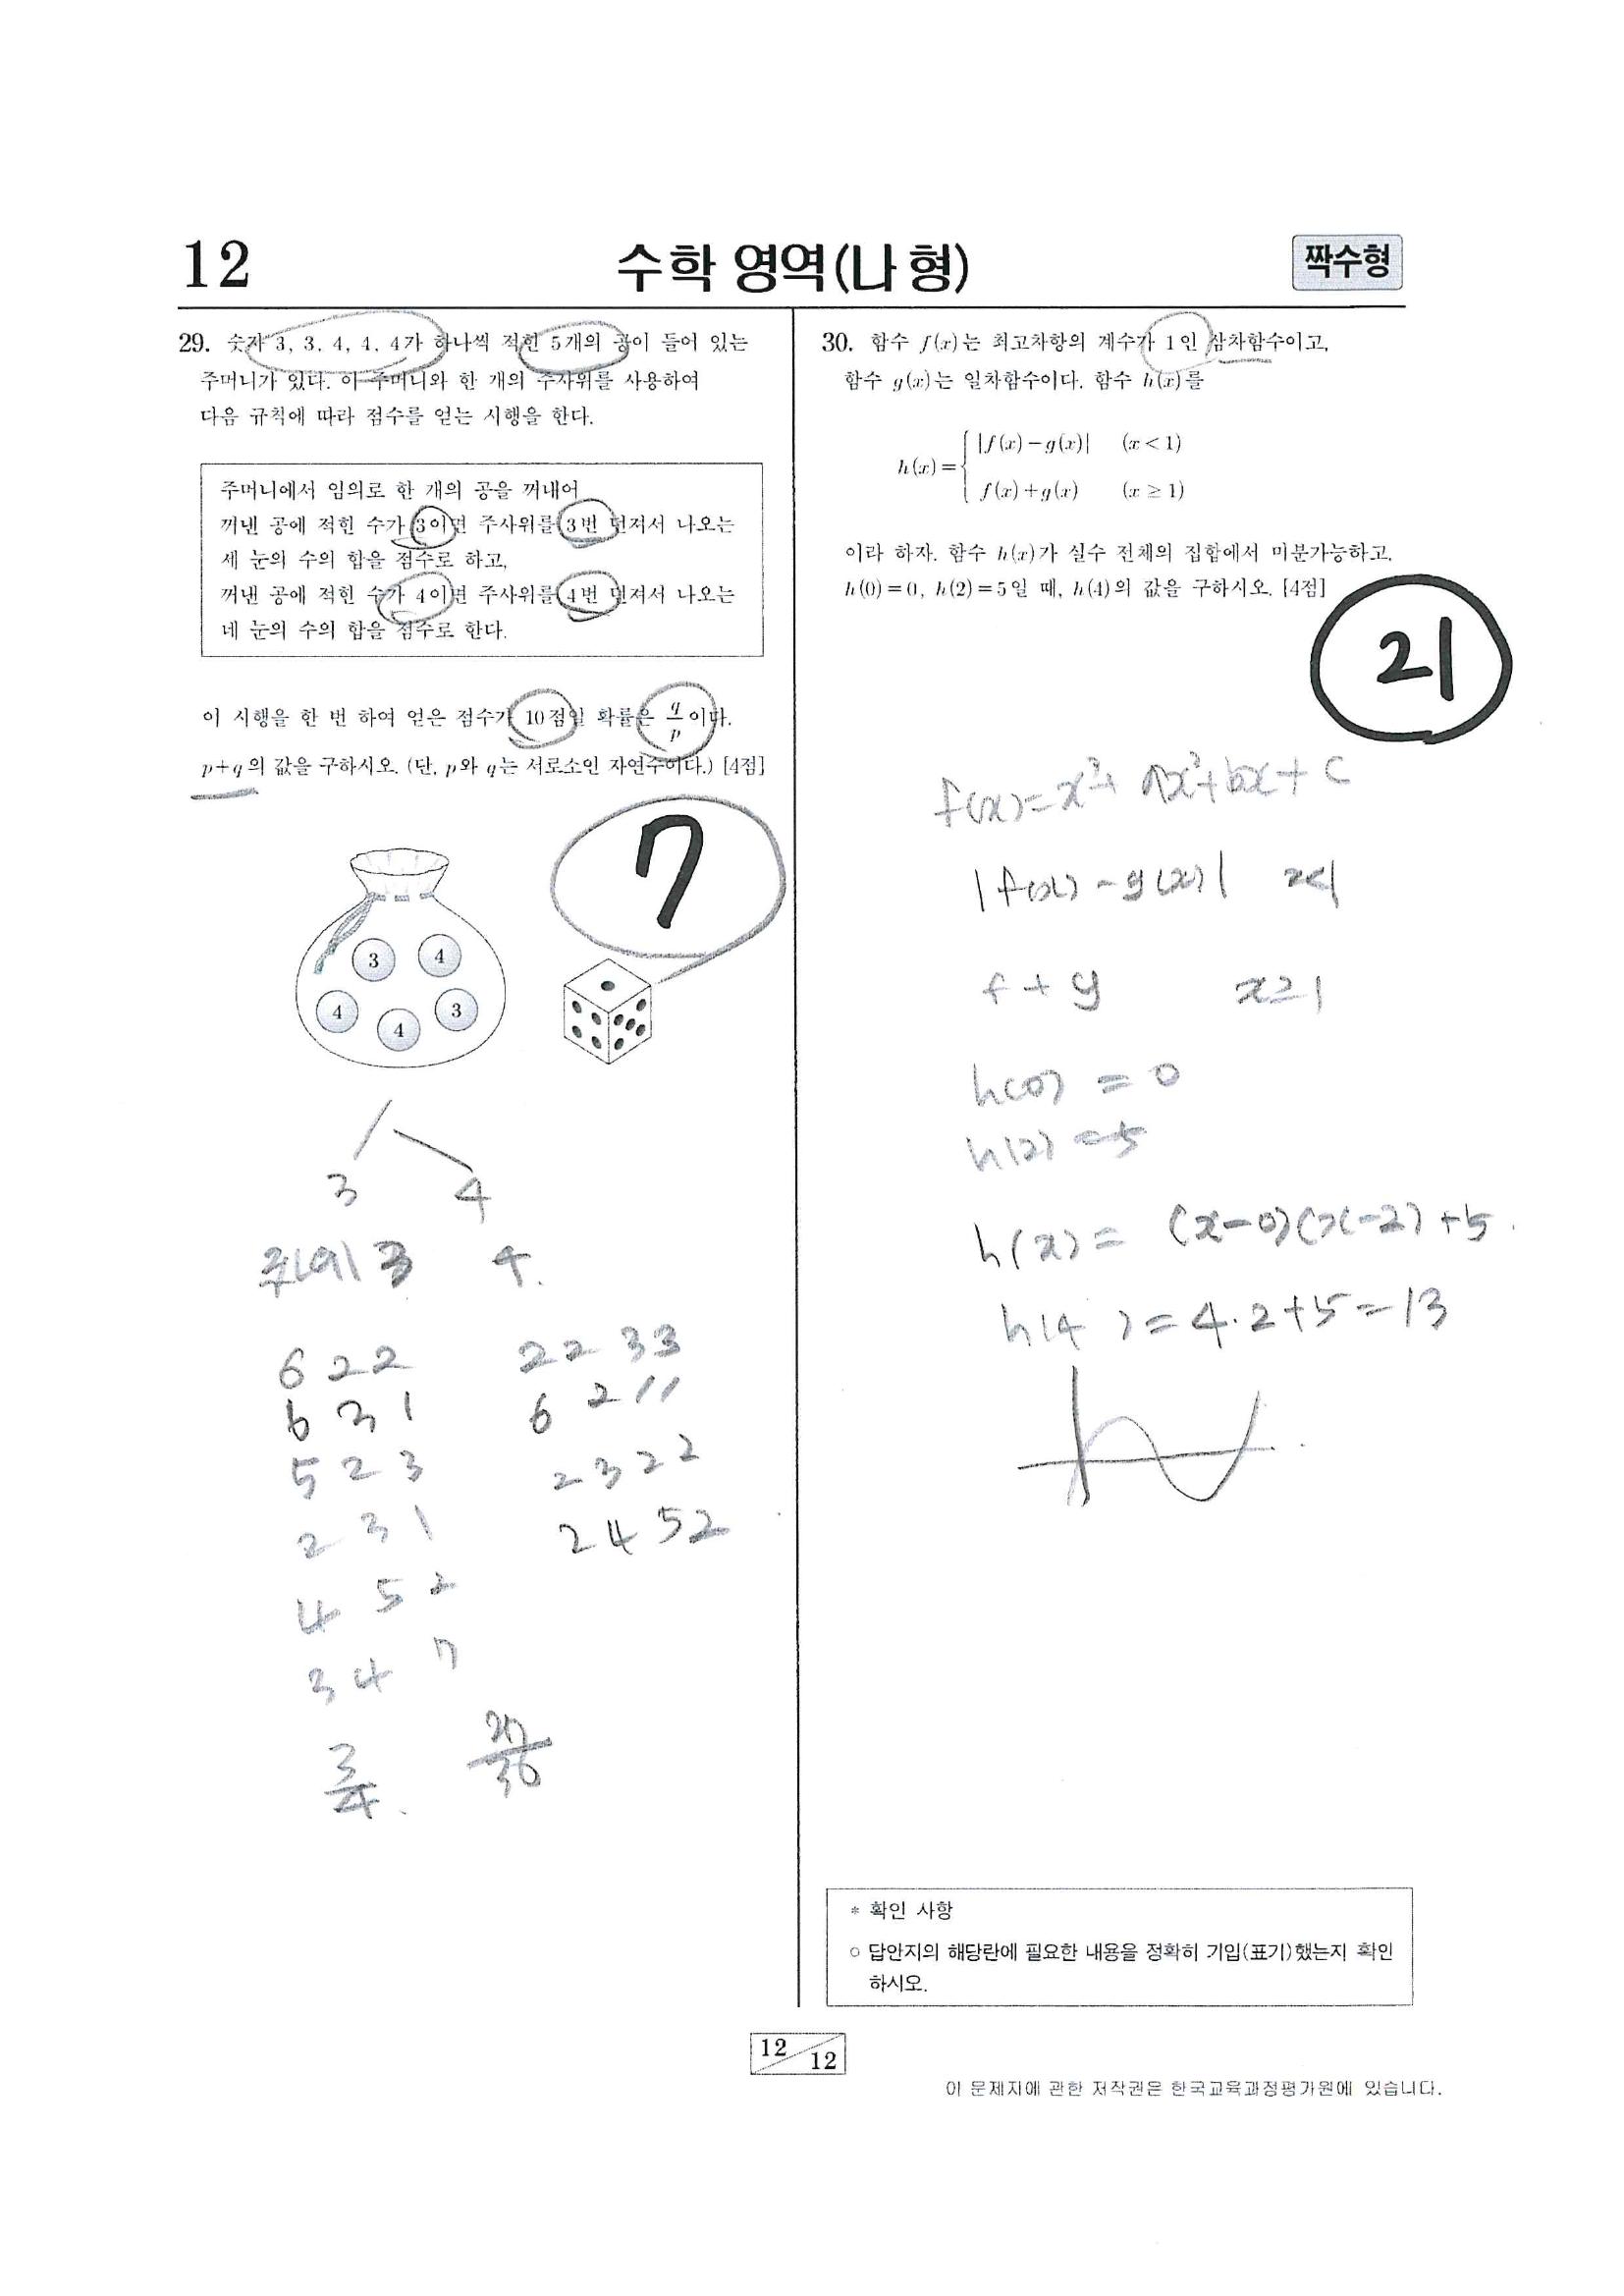 12
수학 영역(나 형)
짝수형
29. 숫자 3, 3, 4, 4, 4가 하나씩 적힌 5개의 공이 들어 있는
주머니가 있다. 이 주머니와 한 개의 주사위를 사용하여
다음 규칙에 따라 점수를 얻는 시행을 한다.
주머니에서 임의로 한 개의 공을 꺼내어
꺼낸 공에 적힌 수가 3이면 주사위를 3번 던져서 나오는
세 눈의 수의 합을 점수로 하고,
꺼낸 공에 적힌 수가 4이면 주사위를 4번 던져서 나오는
네 눈의 수의 합을 점수로 한다.
이 시행을 한 번 하여 얻은 점수가 10점일 확률은 q/p 이다.
p+q의 값을 구하시오. (단, p와 q는 서로소인 자연수이다.) [4점]
7
3 4
4 4 3
3 4
3 4.
6 2 2 2 2 3 3
6 3 1 6 2 1 1
5 2 3 2 3 2 2
2 3 1 2 4 5 2
4 5 2
3 4 7
3/4.
30. 함수 f(x)는 최고차항의 계수가 1인 삼차함수이고,
함수 g(x)는 일차함수이다. 함수 h(x)를
h(x) = { |f(x)-g(x)| (x<1)
f(x)+g(x) (x≥1)
이라 하자. 함수 h(x)가 실수 전체의 집합에서 미분가능하고,
h(0)=0, h(2)=5일 때, h(4)의 값을 구하시오. [4점]
21
f(x)=x³+ax²+bx+c
|f(x)-g(x)| x<1
f+g x≥1
h(0) = 0
h(2) = 5
h(x) = (x-0)(x-2)+5.
h(4) = 4·2+5=13
* 확인 사항
○ 답안지의 해당란에 필요한 내용을 정확히 기입(표기)했는지 확인
하시오.
12/12
이 문제지에 관한 저작권은 한국교육과정평가원에 있습니다.